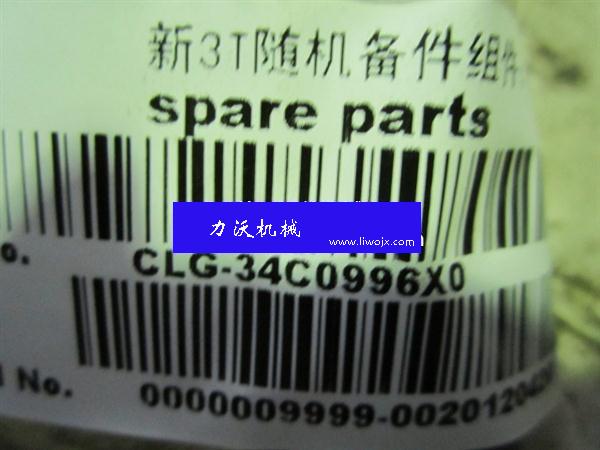 新3T随机备件组件
spare parts
力沃机械
www.liwojx.com
o. CLG-34C0996X0
No. 0000009999-00201204